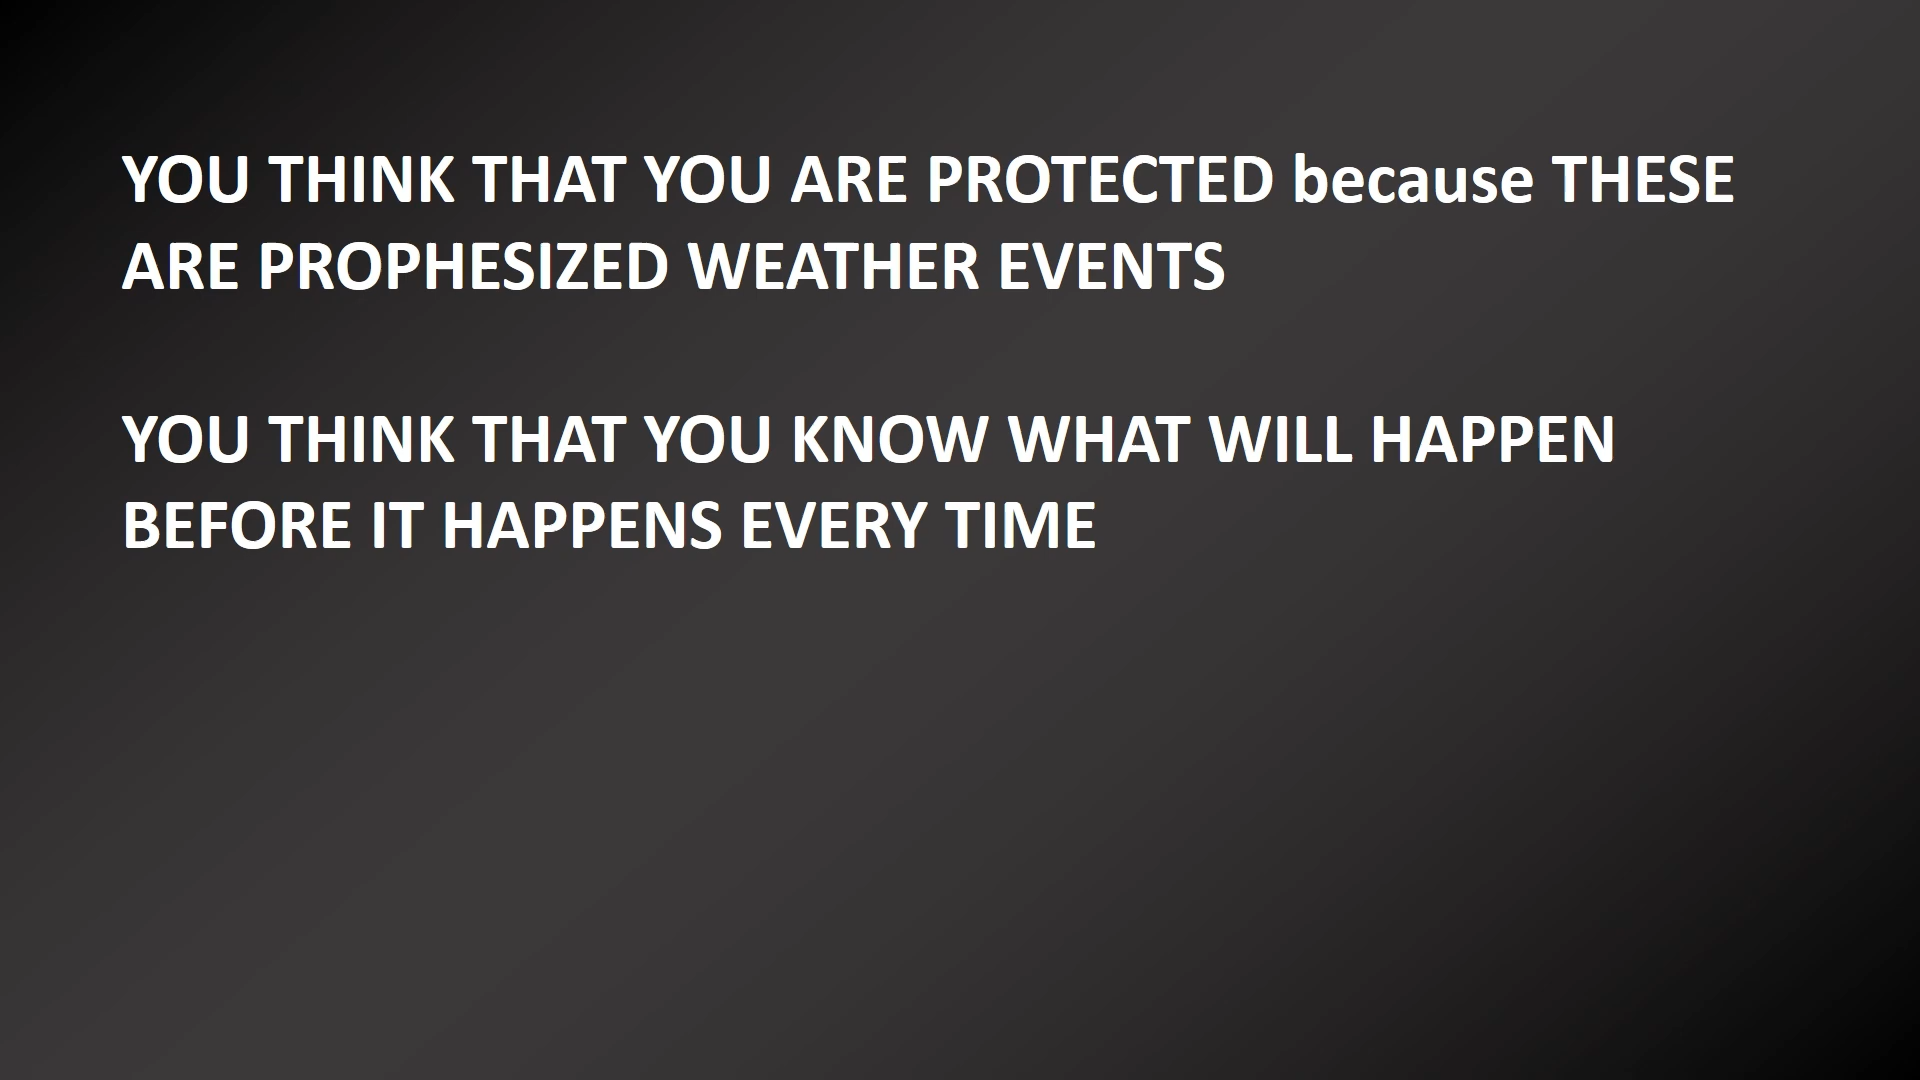 YOU THINK THAT YOU ARE PROTECTED because THESE
ARE PROPHESIZED WEATHER EVENTS
YOU THINK THAT YOU KNOW WHAT WILL HAPPEN
BEFORE IT HAPPENS EVERY TIME